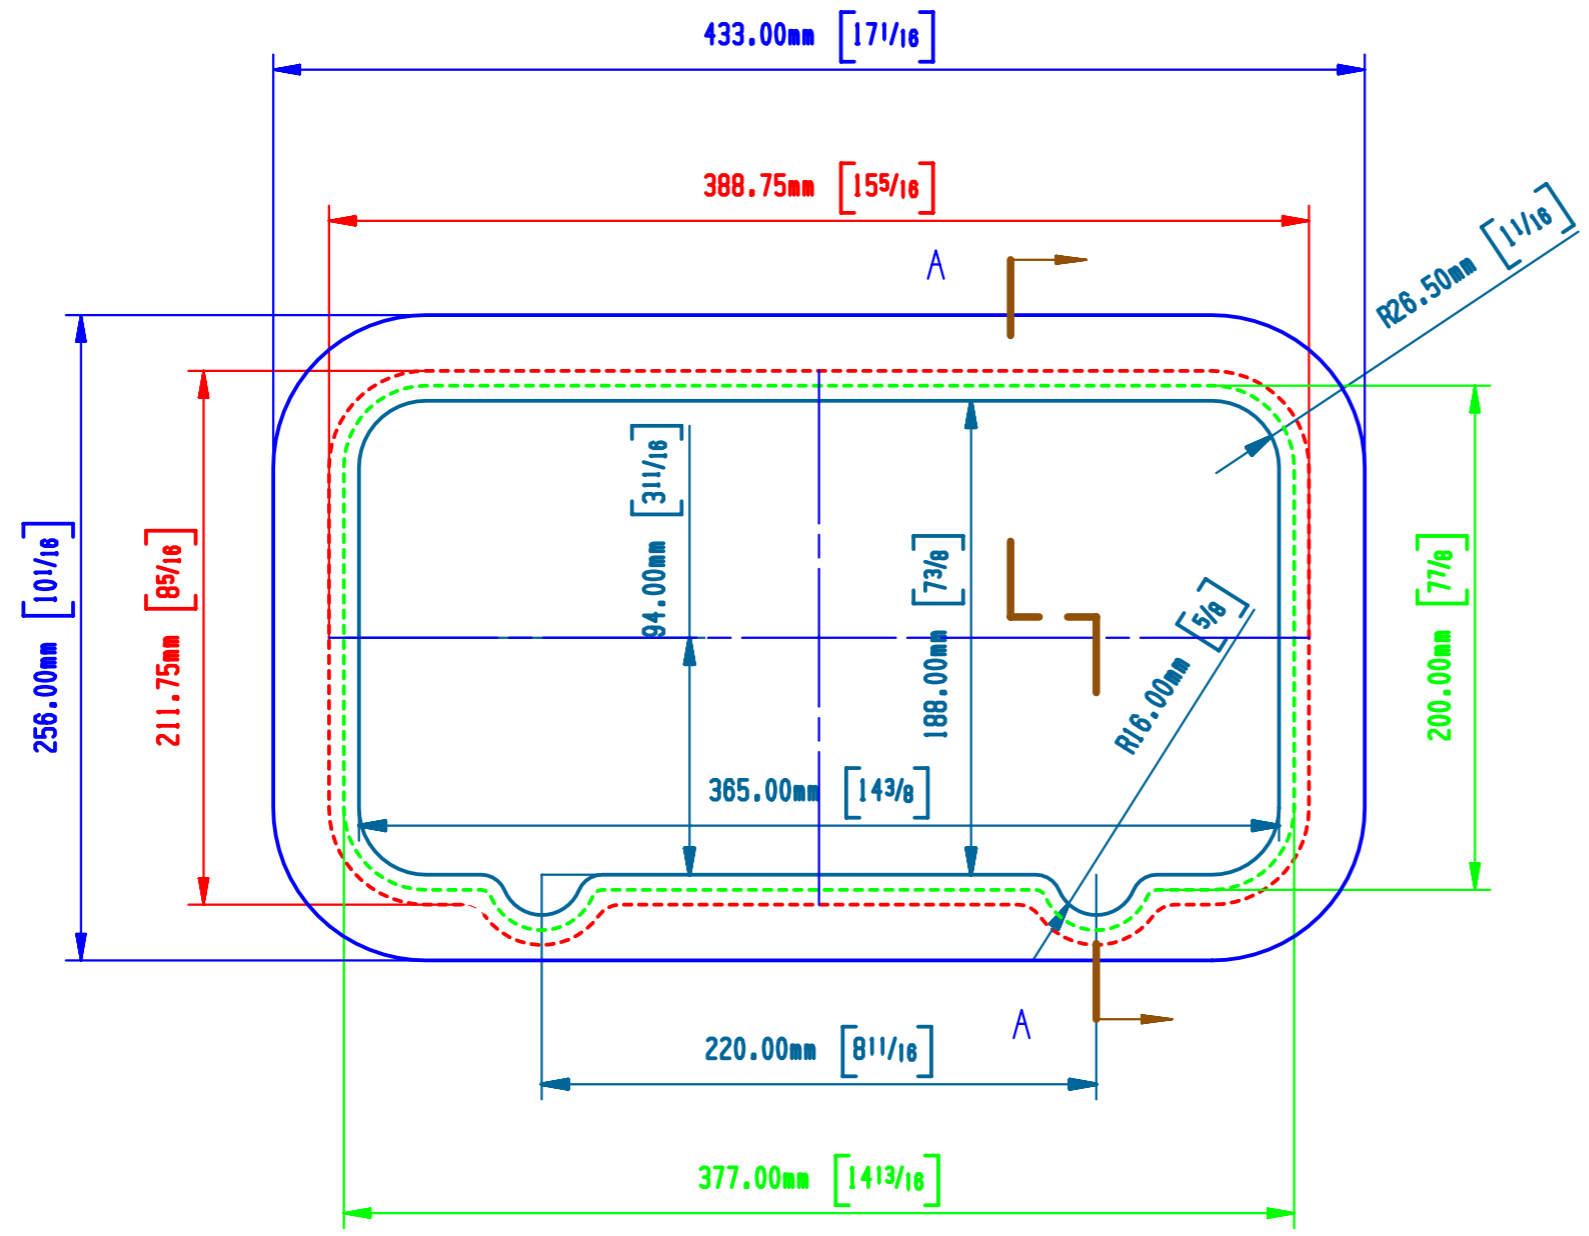 433.00mm [17 1/16]
388.75mm [15 5/16]
A
R26.50mm [1 1/16]
256.00mm [10 1/16]
211.75mm [8 5/16]
94.00mm [3 11/16]
188.00mm [7 3/8]
R16.00mm [5/8]
200.00mm [7 7/8]
365.00mm [14 3/8]
A
220.00mm [8 11/16]
377.00mm [14 13/16]